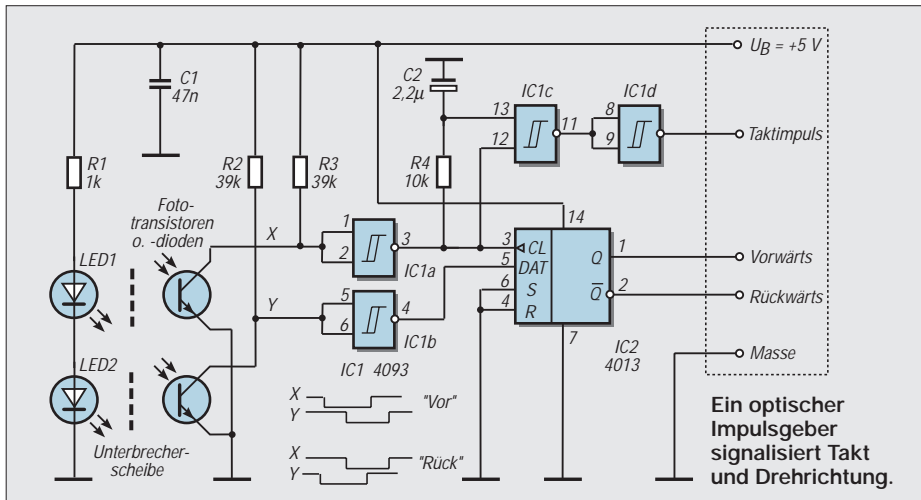 C1
47n
C2
2,2µ
IC1c
IC1d
U_B = +5 V
13
12
11
8
9
Taktimpuls
R1
1k
R2
39k
R3
39k
R4
10k
Foto-
transistoren
o. -dioden
X
1
2
3
IC1a
14
3
CL
5
DAT
6
S
4
R
Q
1
Vorwärts
Q̅
2
Rückwärts
7
IC2
4013
LED1
Y
5
6
4
IC1b
IC1 4093
LED2
Masse
X
Y
"Vor"
X
Y
"Rück"
Unterbrecher-
scheibe
Ein optischer
Impulsgeber
signalisiert Takt
und Drehrichtung.